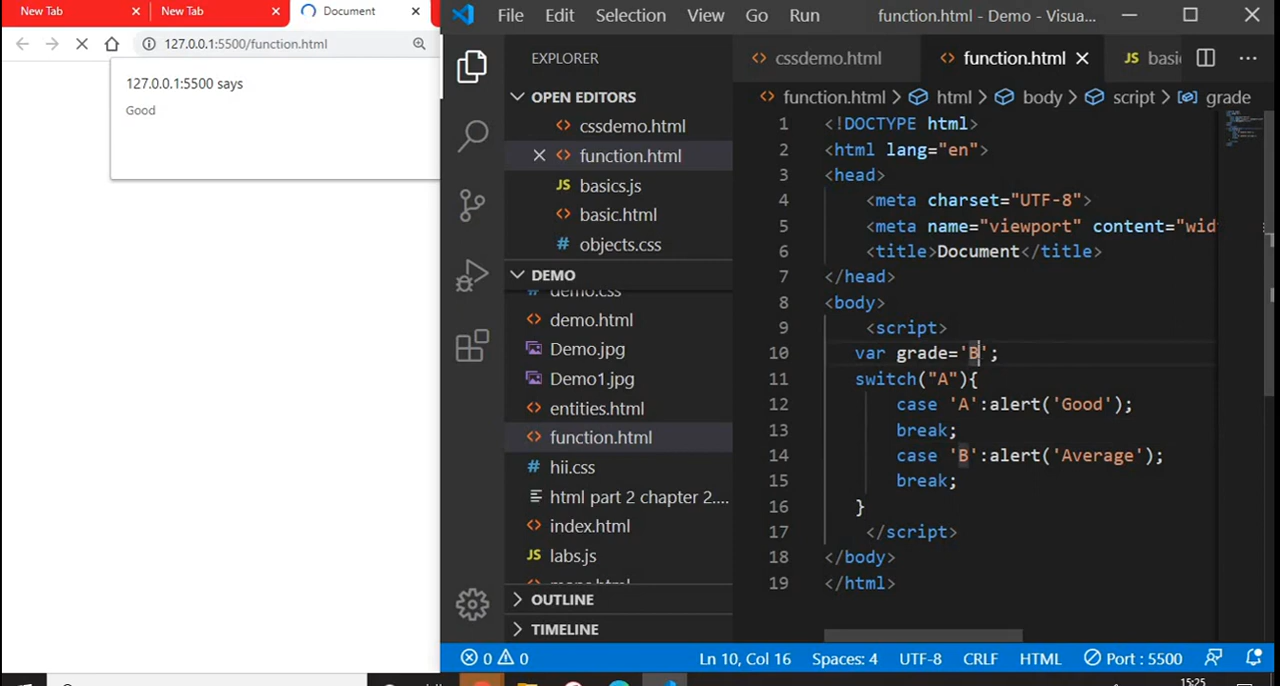 New Tab
New Tab
Document
127.0.0.1:5500/function.html
127.0.0.1:5500 says
Good
File Edit Selection View Go Run function.html - Demo - Visua...
EXPLORER
OPEN EDITORS
cssdemo.html
function.html
JS basics.js
basic.html
# objects.css
DEMO
# demo.css
demo.html
Demo.jpg
Demo1.jpg
entities.html
function.html
# hii.css
html part 2 chapter 2....
index.html
JS labs.js
OUTLINE
TIMELINE
cssdemo.html function.html JS basi
function.html > html > body > script > grade
1 <!DOCTYPE html>
2 <html lang="en">
3 <head>
4 <meta charset="UTF-8">
5 <meta name="viewport" content="wid
6 <title>Document</title>
7 </head>
8 <body>
9 <script>
10 var grade='B';
11 switch("A"){
12 case 'A':alert('Good');
13 break;
14 case 'B':alert('Average');
15 break;
16 }
17 </script>
18 </body>
19 </html>
0 0 Ln 10, Col 16 Spaces: 4 UTF-8 CRLF HTML Port : 5500
15:25